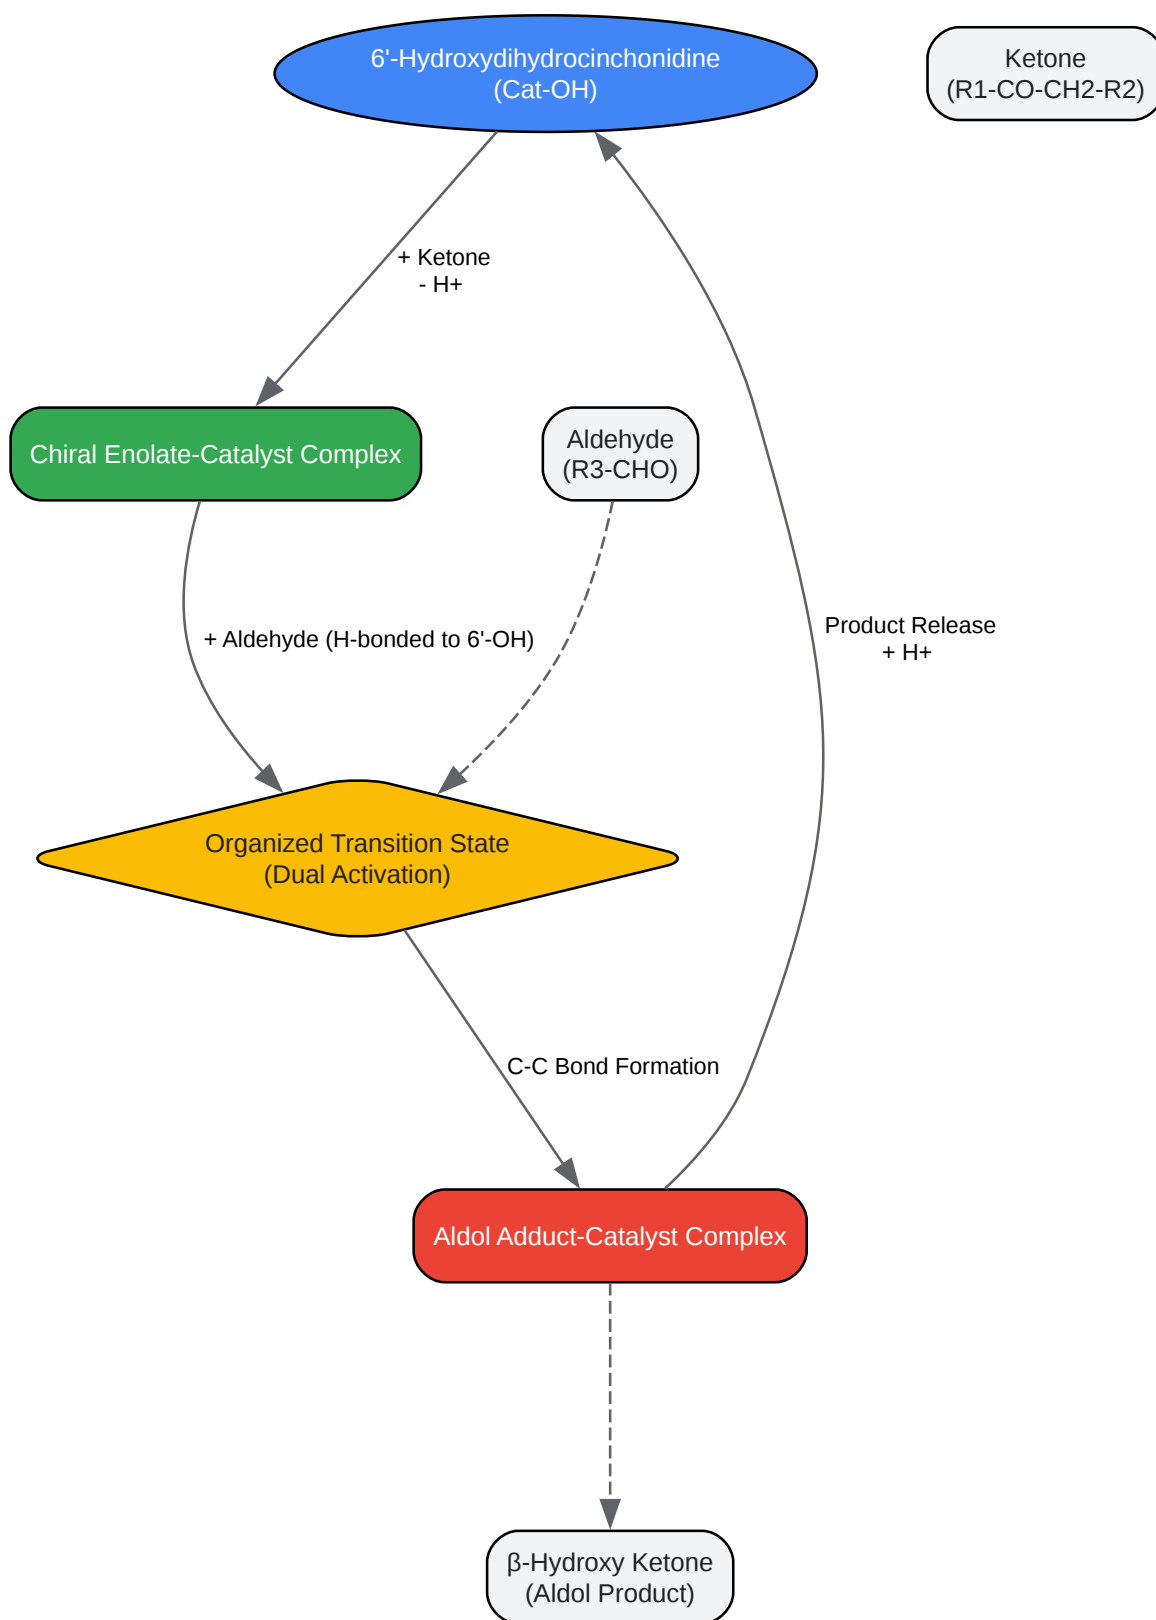 6'-Hydroxydihydrocinchonidine
(Cat-OH)
Ketone
(R1-CO-CH2-R2)
+ Ketone
- H+
Chiral Enolate-Catalyst Complex
Aldehyde
(R3-CHO)
+ Aldehyde (H-bonded to 6'-OH)
Product Release
+ H+
Organized Transition State
(Dual Activation)
C-C Bond Formation
Aldol Adduct-Catalyst Complex
β-Hydroxy Ketone
(Aldol Product)